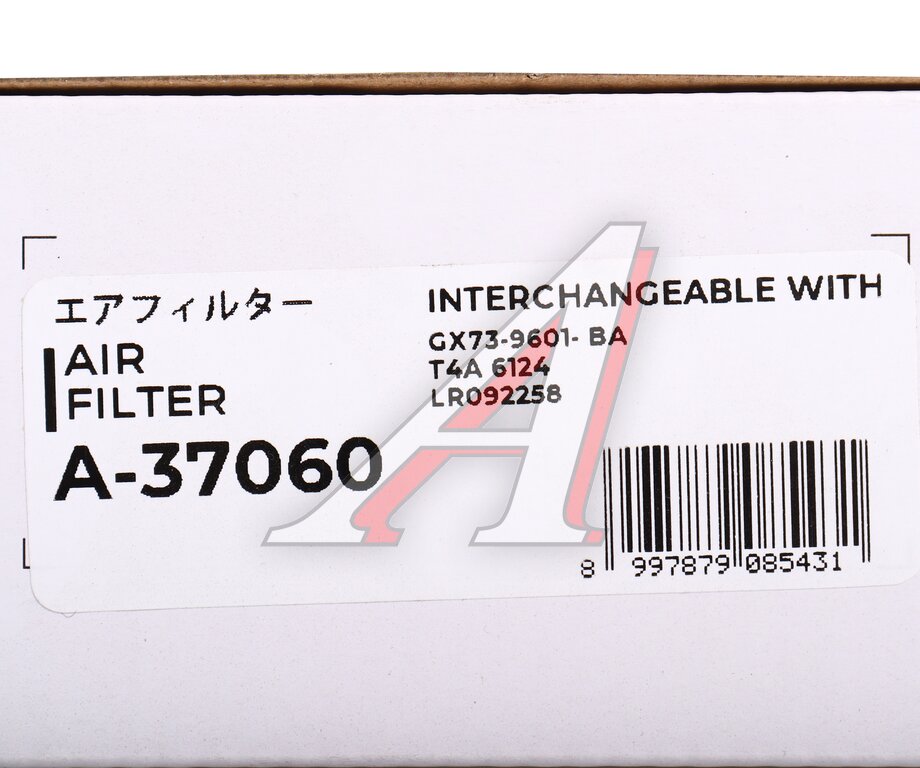 エアフィルター
AIR
FILTER
A-37060
INTERCHANGEABLE WITH
GX73-9601- BA
T4A 6124
LR092258
8 997879 085431